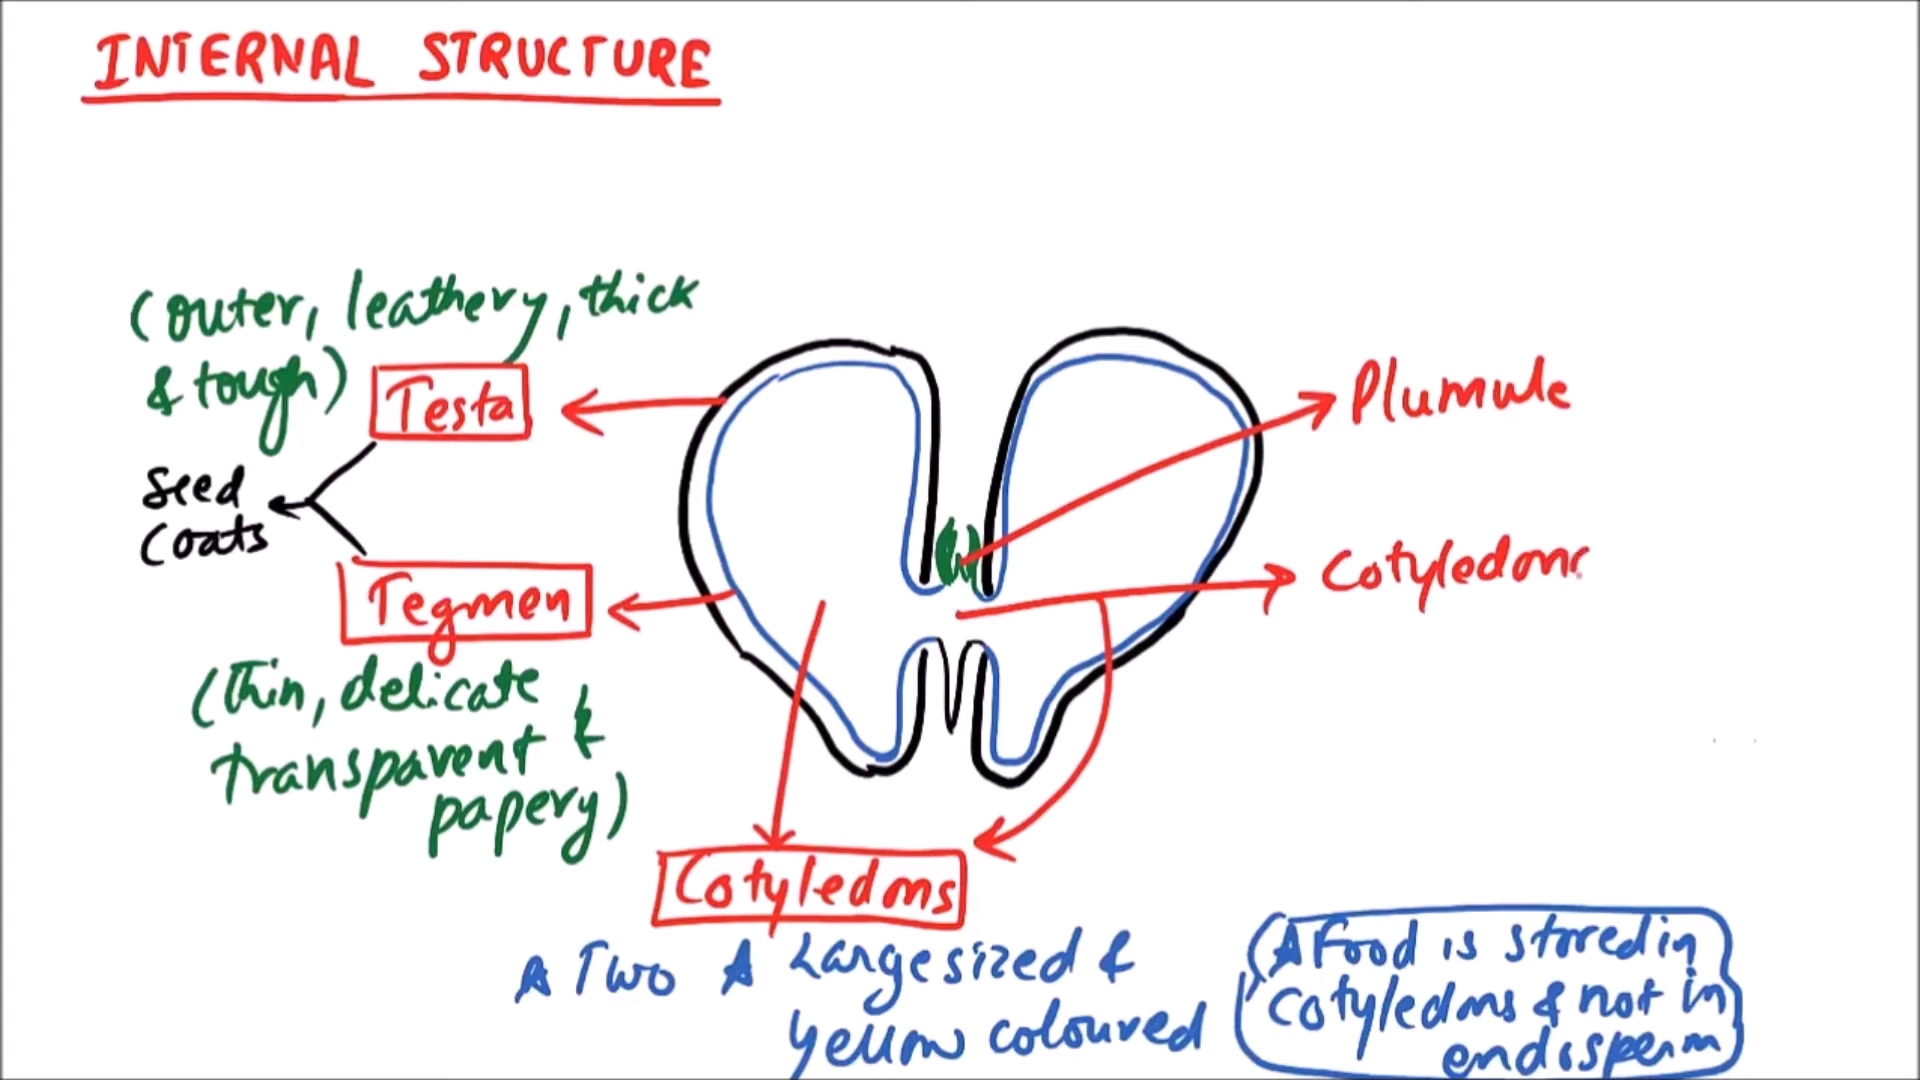 INTERNAL STRUCTURE
(outer, leathery, thick
& tough)
Testa
Seed
Coats
Tegmen
(thin, delicate
transparent &
papery)
Plumule
Cotyledons
Cotyledons
Two
Large sized &
yellow coloured
(Food is stored in
Cotyledons & not in
endosperm